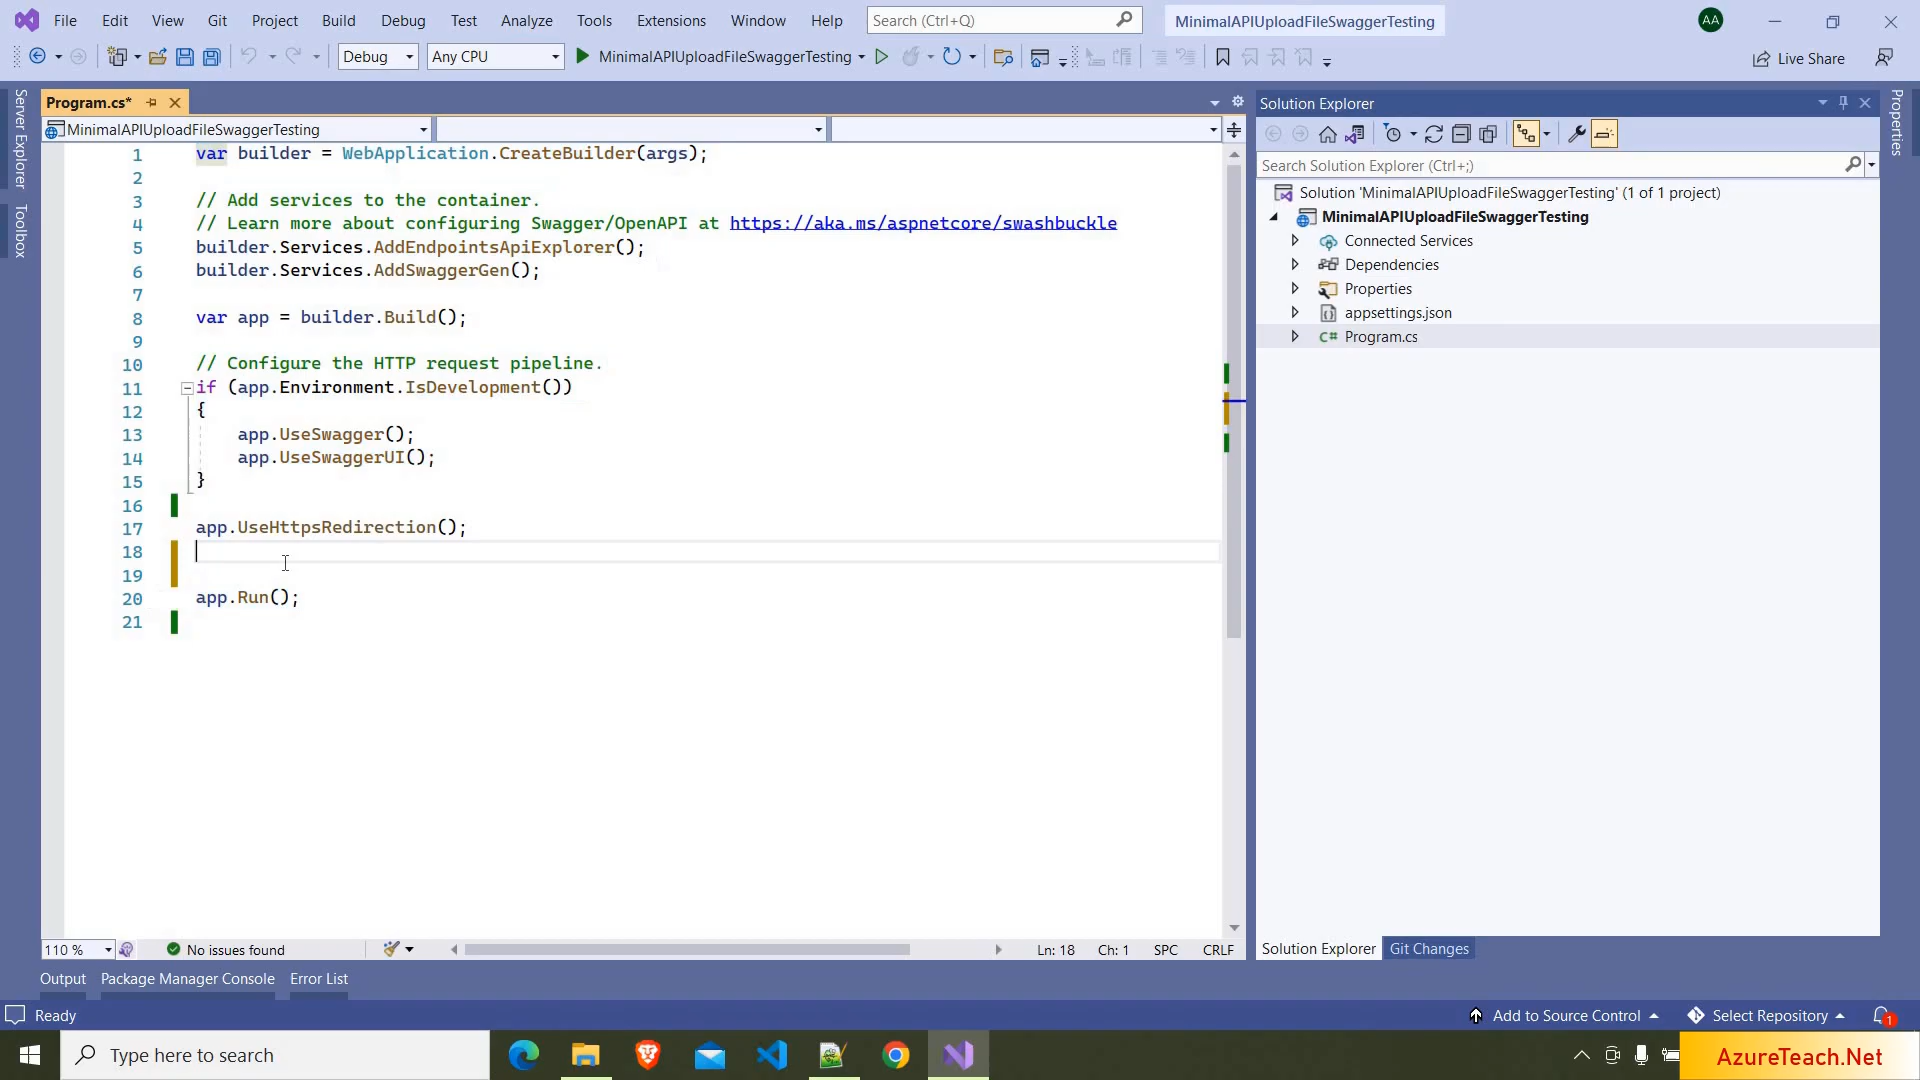 File Edit View Git Project Build Debug Test Analyze Tools Extensions Window Help Search (Ctrl+Q) MinimalAPIUploadFileSwaggerTesting AA
Debug Any CPU MinimalAPIUploadFileSwaggerTesting Live Share
Server Explorer
Toolbox
Program.cs*
MinimalAPIUploadFileSwaggerTesting
1 var builder = WebApplication.CreateBuilder(args);
2
3 // Add services to the container.
4 // Learn more about configuring Swagger/OpenAPI at https://aka.ms/aspnetcore/swashbuckle
5 builder.Services.AddEndpointsApiExplorer();
6 builder.Services.AddSwaggerGen();
7
8 var app = builder.Build();
9
10 // Configure the HTTP request pipeline.
11 if (app.Environment.IsDevelopment())
12 {
13 app.UseSwagger();
14 app.UseSwaggerUI();
15 }
16
17 app.UseHttpsRedirection();
18
19
20 app.Run();
21
110 % No issues found Ln: 18 Ch: 1 SPC CRLF
Solution Explorer
Search Solution Explorer (Ctrl+;)
Solution 'MinimalAPIUploadFileSwaggerTesting' (1 of 1 project)
MinimalAPIUploadFileSwaggerTesting
Connected Services
Dependencies
Properties
appsettings.json
C# Program.cs
Solution Explorer Git Changes
Properties
Output Package Manager Console Error List
Ready Add to Source Control Select Repository 1
Type here to search
AzureTeach.Net